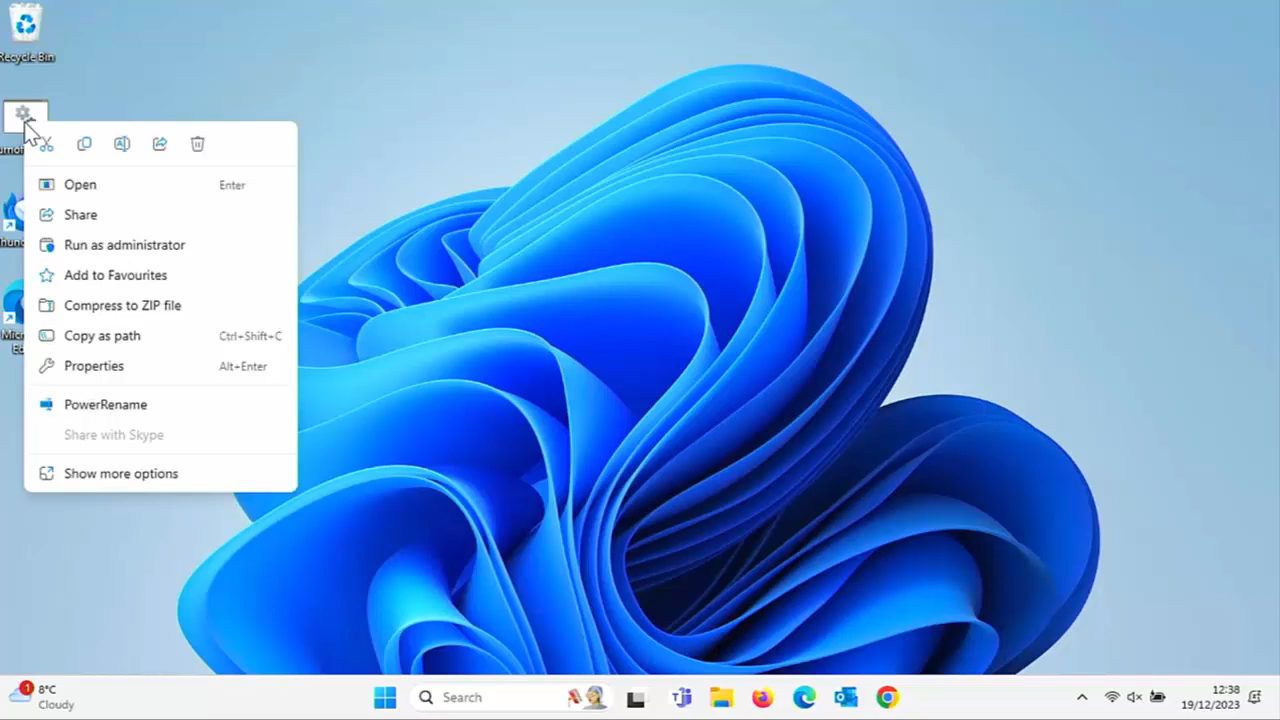 Recycle Bin
Open Enter
Share
Run as administrator
Add to Favourites
Compress to ZIP file
Copy as path Ctrl+Shift+C
Properties Alt+Enter
PowerRename
Share with Skype
Show more options
1
8°C
Cloudy
Search
12:38
19/12/2023